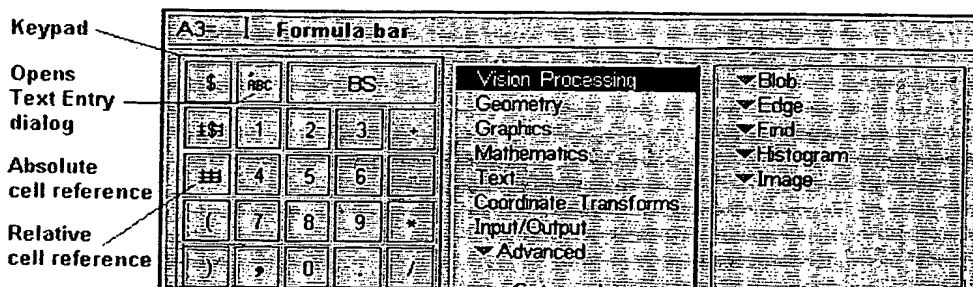 Keypad
Opens
Text Entry
dialog
Absolute
cell reference
Relative
cell reference
A3 Formula bar
$ ABC BS
1 2 3 +
4 5 6 -
( 7 8 9 *
) , 0 . /
Vision Processing
Geometry
Graphics
Mathematics
Text
Coordinate Transforms
Input/Output
Advanced
Blob
Edge
Find
Histogram
Image